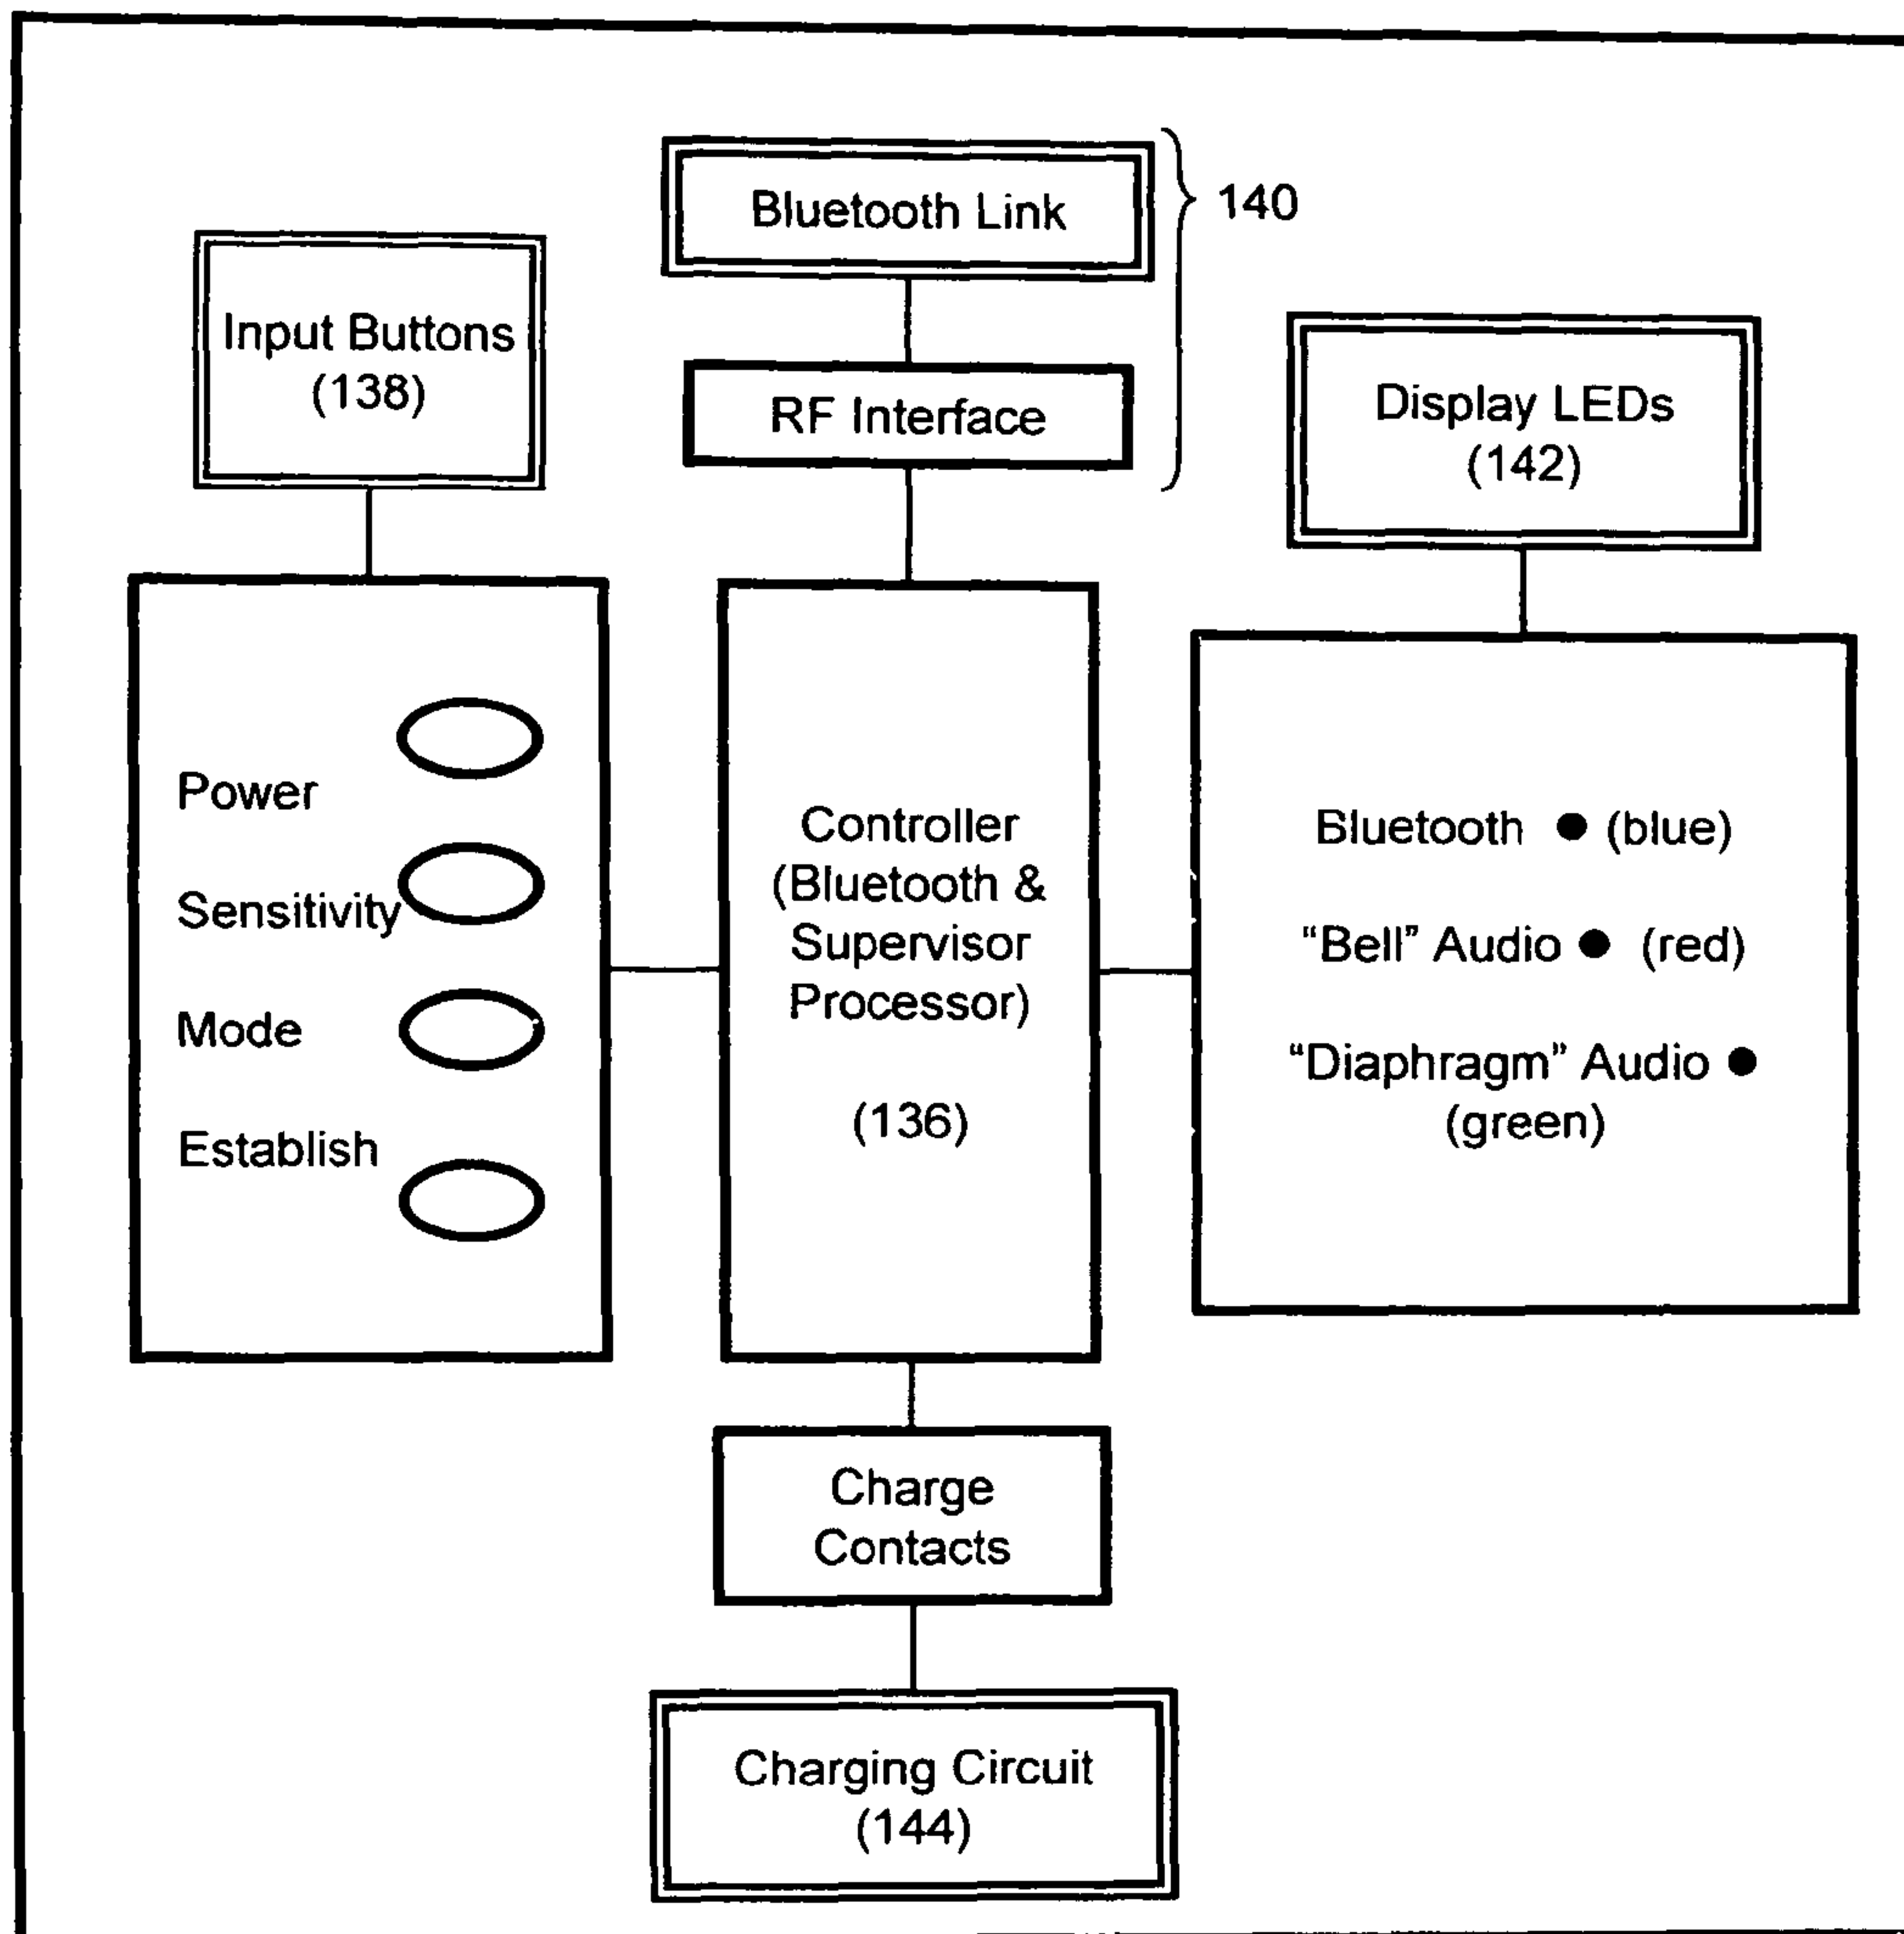 Bluetooth Link
140
Input Buttons
(138)
RF Interface
Display LEDs
(142)
Power
Sensitivity
Mode
Establish
Controller
(Bluetooth &
Supervisor
Processor)
(136)
Bluetooth ● (blue)
“Bell” Audio ● (red)
“Diaphragm” Audio ●
(green)
Charge
Contacts
Charging Circuit
(144)